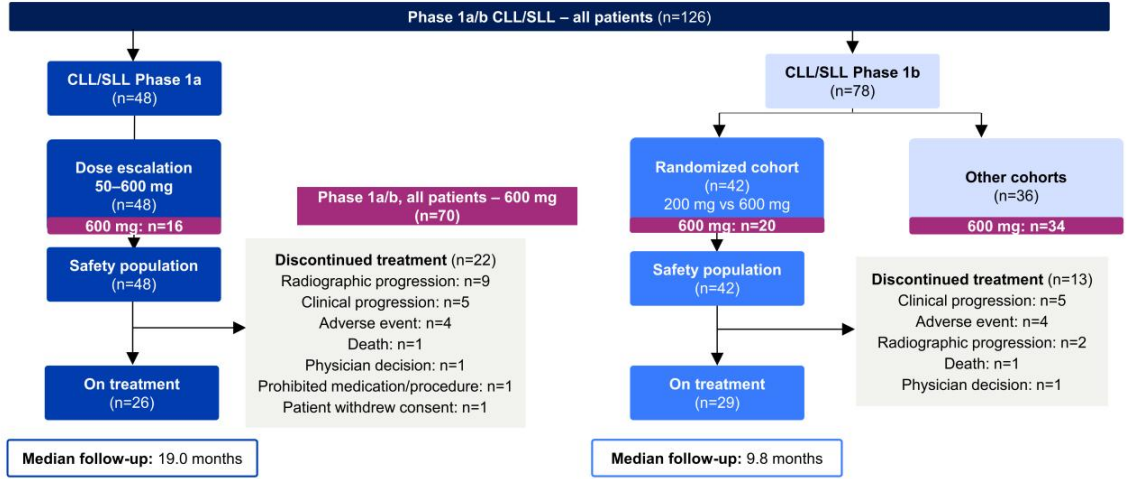 Phase 1a/b CLL/SLL – all patients (n=126)
CLL/SLL Phase 1a
(n=48)
Dose escalation
50–600 mg
(n=48)
600 mg: n=16
Safety population
(n=48)
Discontinued treatment (n=22)
Radiographic progression: n=9
Clinical progression: n=5
Adverse event: n=4
Death: n=1
Physician decision: n=1
Prohibited medication/procedure: n=1
Patient withdrew consent: n=1
On treatment
(n=26)
Median follow-up: 19.0 months
Phase 1a/b, all patients – 600 mg
(n=70)
CLL/SLL Phase 1b
(n=78)
Randomized cohort
(n=42)
200 mg vs 600 mg
600 mg: n=20
Other cohorts
(n=36)
600 mg: n=34
Safety population
(n=42)
Discontinued treatment (n=13)
Clinical progression: n=5
Adverse event: n=4
Radiographic progression: n=2
Death: n=1
Physician decision: n=1
On treatment
(n=29)
Median follow-up: 9.8 months